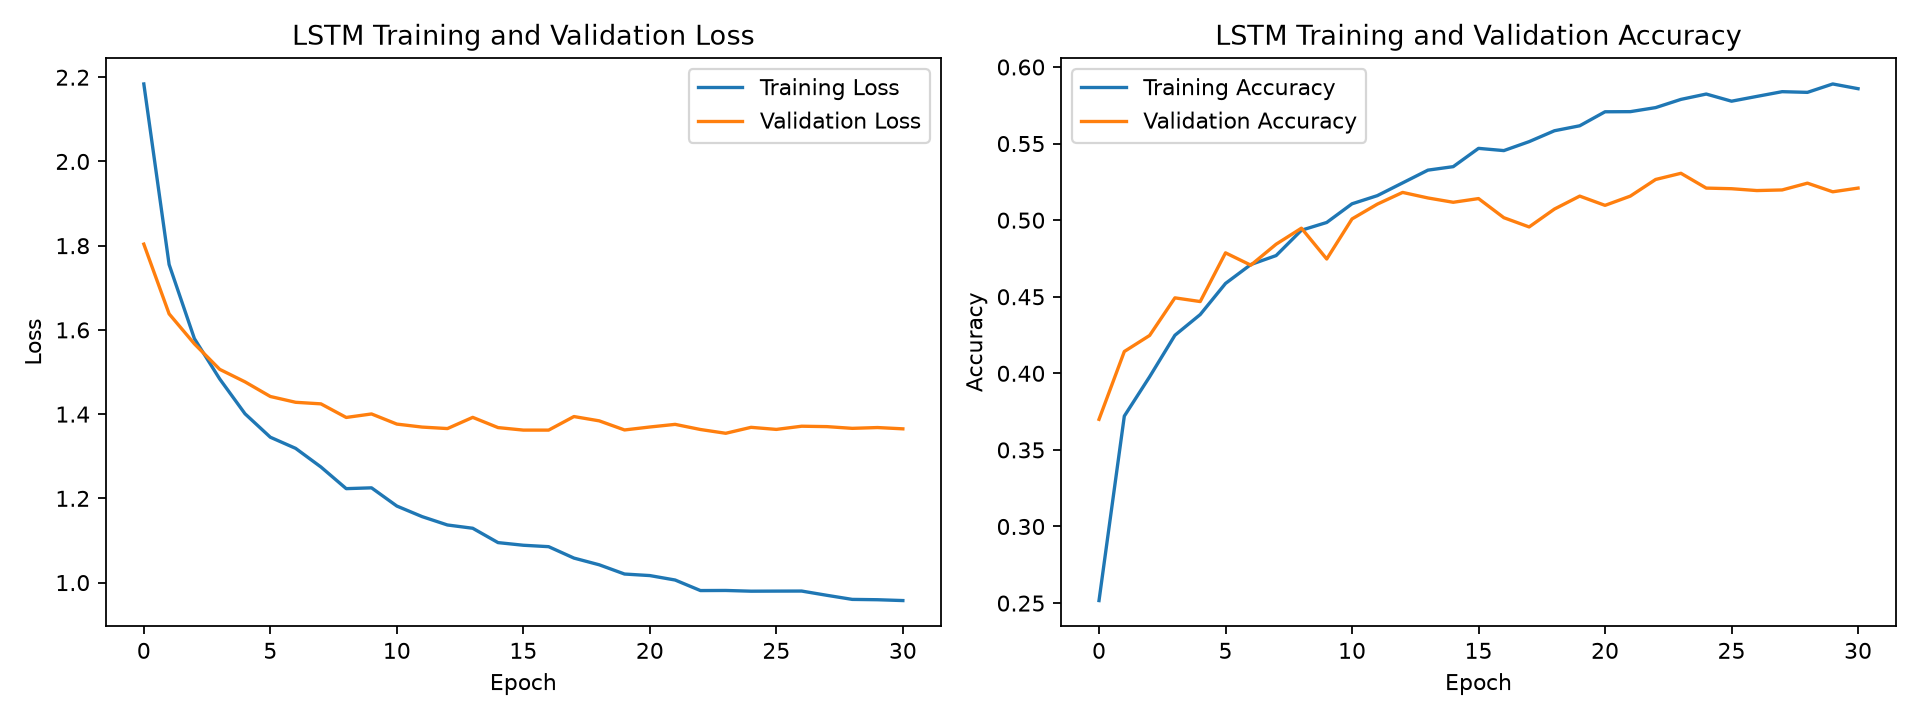 LSTM Training and Validation Loss
Training Loss
Validation Loss
2.2
2.0
1.8
1.6
1.4
1.2
1.0
Loss
0 5 10 15 20 25 30
Epoch
LSTM Training and Validation Accuracy
Training Accuracy
Validation Accuracy
0.60
0.55
0.50
0.45
0.40
0.35
0.30
0.25
Accuracy
0 5 10 15 20 25 30
Epoch